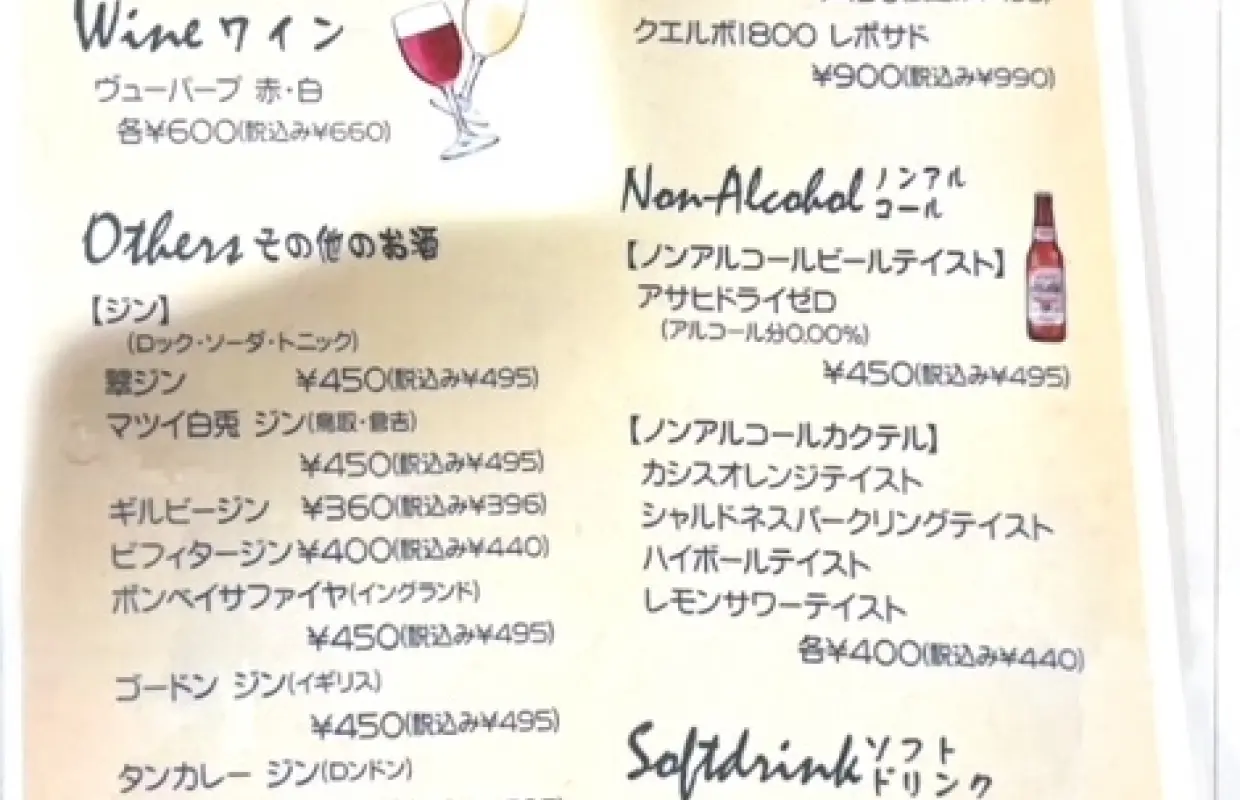 Wine ワイン
ヴューパープ 赤・白
各¥600(税込み¥660)
Others その他のお酒
【ジン】
(ロック・ソーダ・トニック)
翠ジン ¥450(税込み¥495)
マツイ白兎 ジン(鳥取・倉吉)
¥450(税込み¥495)
ギルビージン ¥360(税込み¥396)
ビフィタージン ¥400(税込み¥440)
ボンベイサファイヤ(イングランド)
¥450(税込み¥495)
ゴードン ジン(イギリス)
¥450(税込み¥495)
タンカレー ジン(ロンドン)
クエルボ1800 レポサド
¥900(税込み¥990)
Non-Alcohol ノンアル
コール
【ノンアルコールビールテイスト】
アサヒドライゼロ
(アルコール分0.00%)
¥450(税込み¥495)
【ノンアルコールカクテル】
カシスオレンジテイスト
シャルドネスパークリングテイスト
ハイボールテイスト
レモンサワーテイスト
各¥400(税込み¥440)
Softdrink ソフト
ドリンク